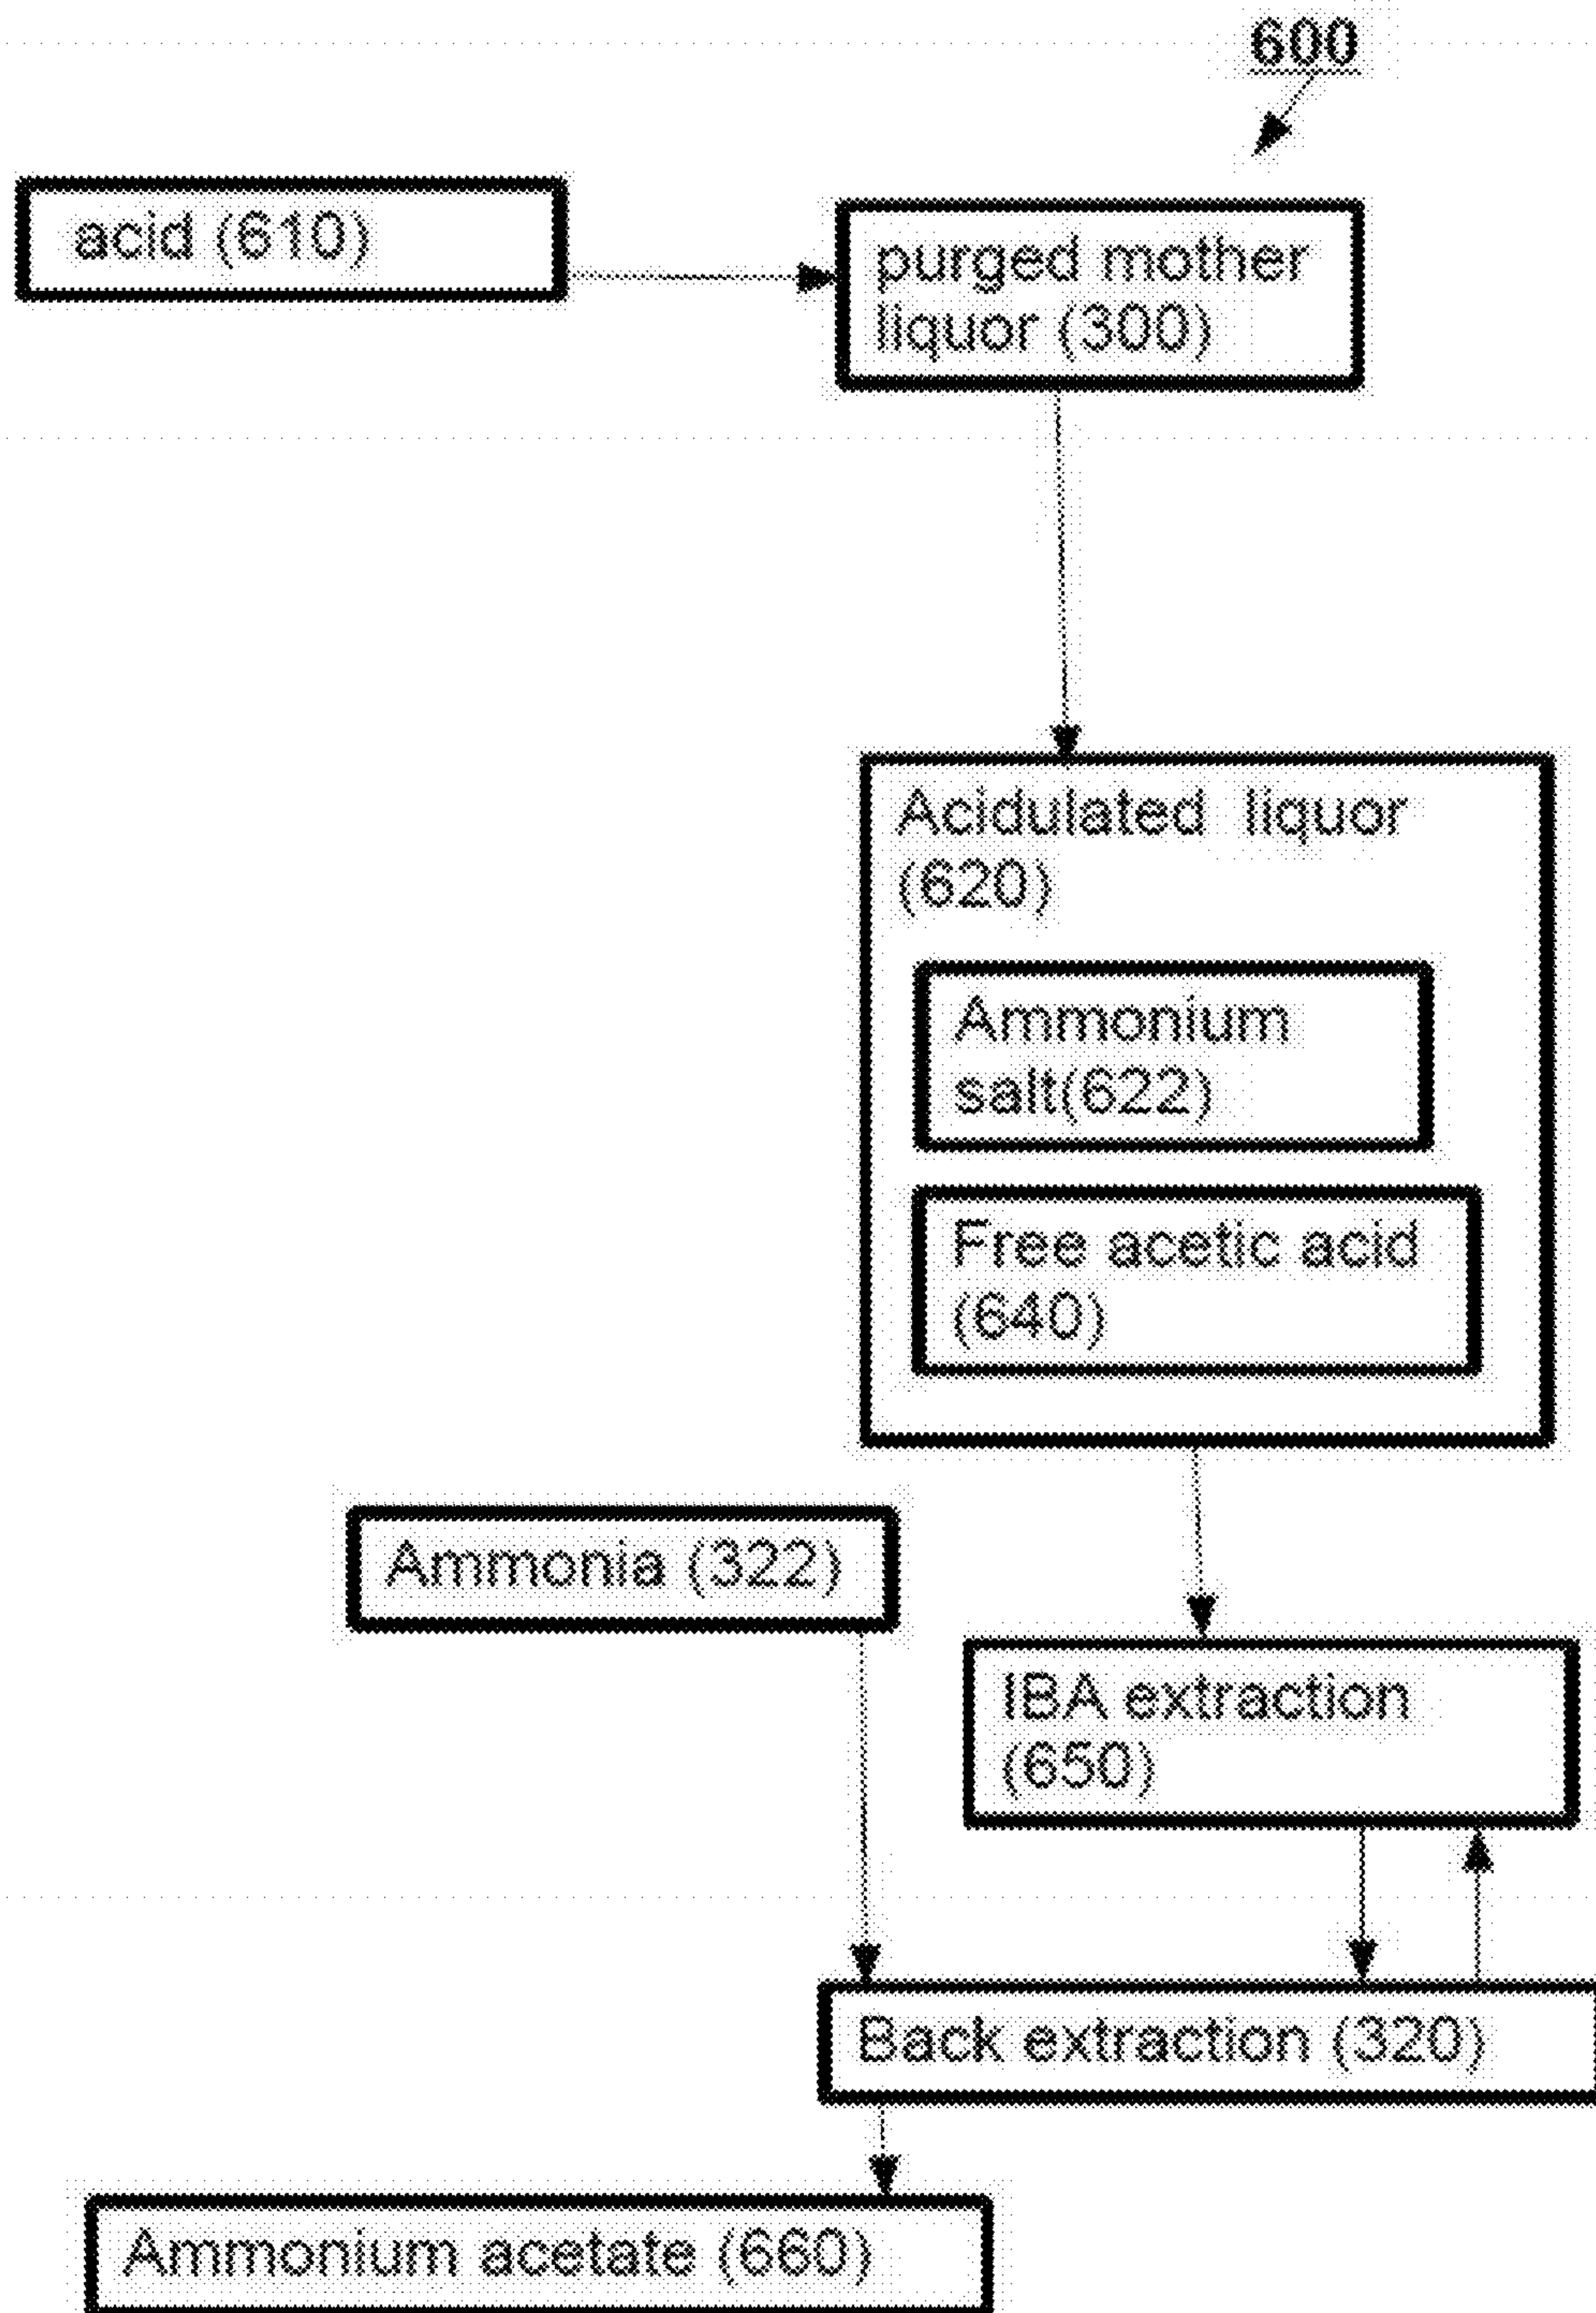 600
acid (610)
purged mother
liquor (300)
Acidulated liquor
(620)
Ammonium
salt(622)
Free acetic acid
(640)
Ammonia (322)
IBA extraction
(650)
Back extraction (320)
Ammonium acetate (660)